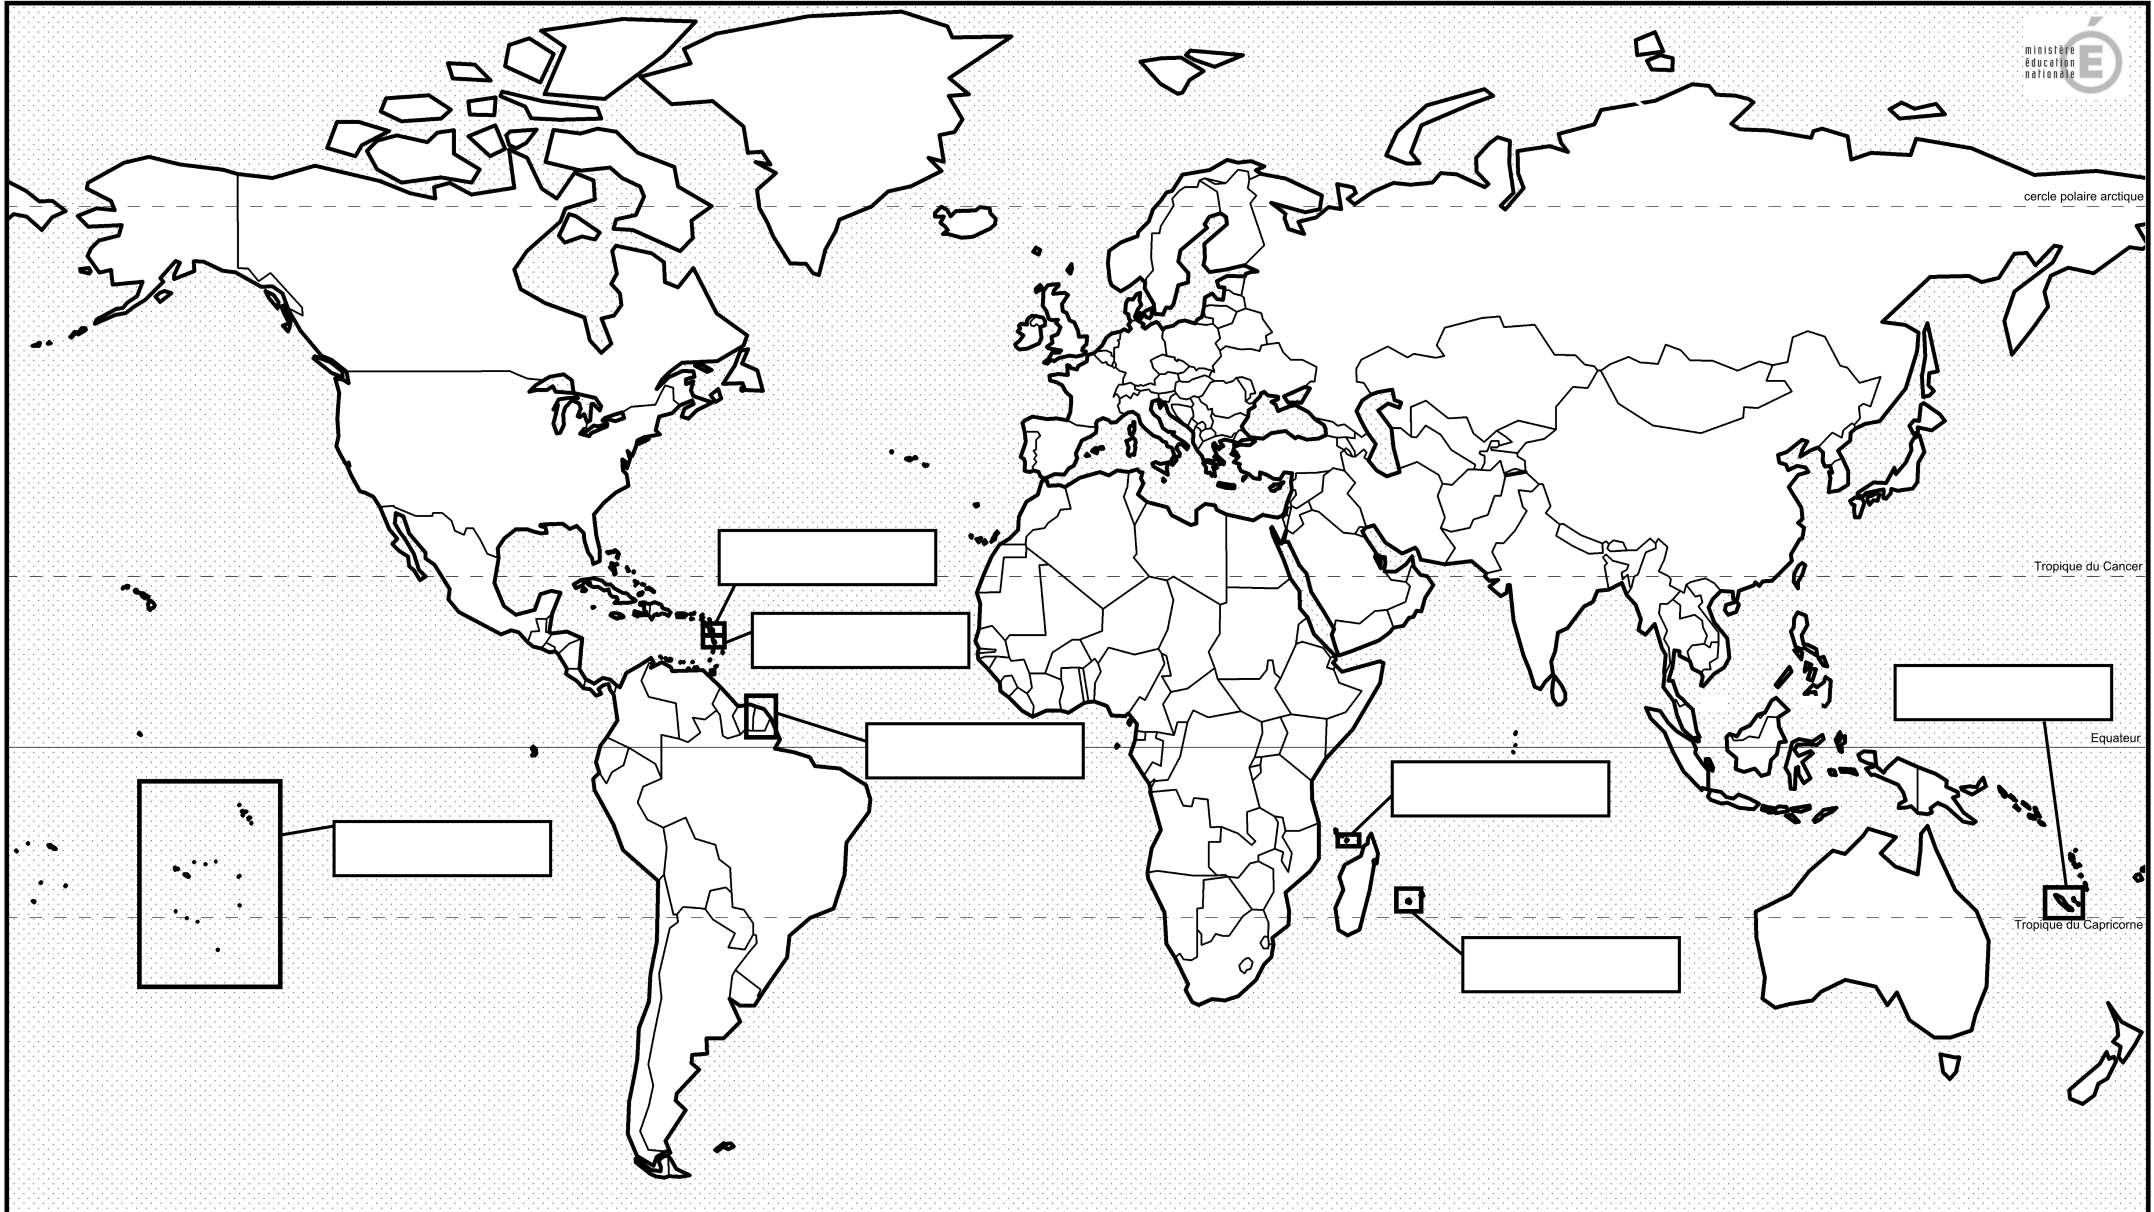 ministère
éducation
nationale
É
cercle polaire arctique
Tropique du Cancer
Equateur
Tropique du Capricorne